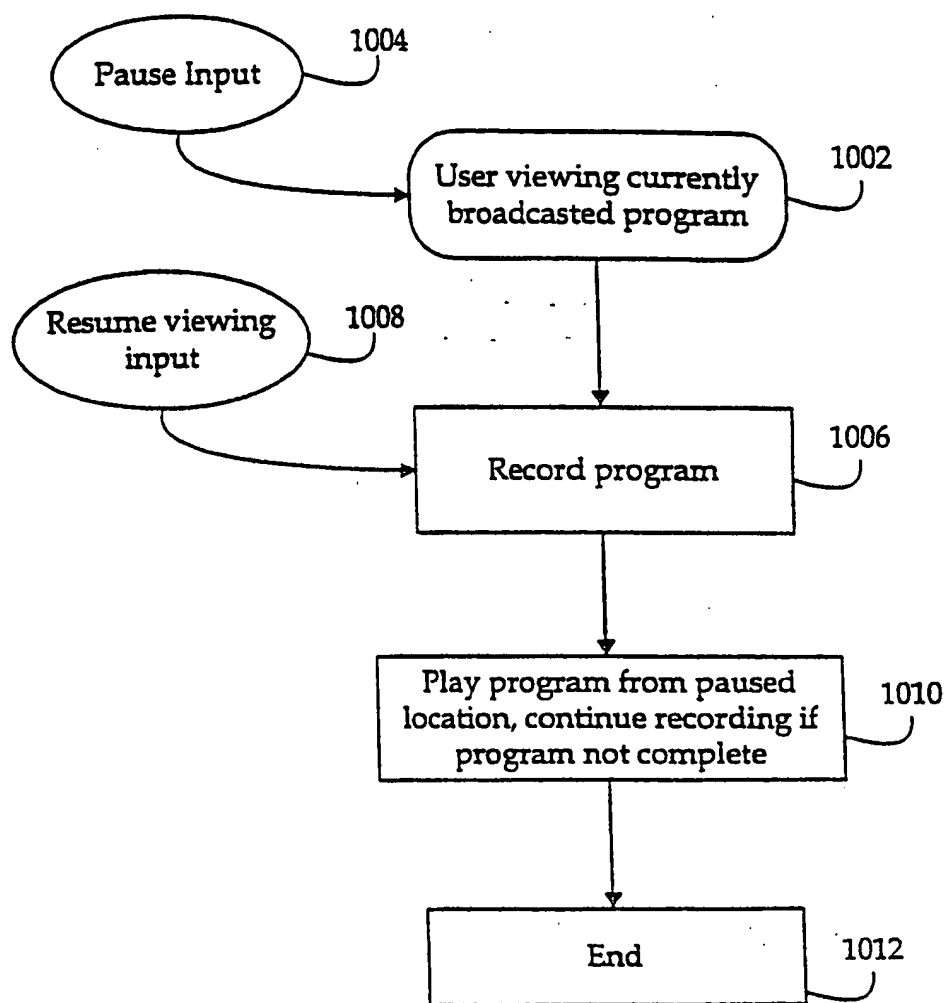 1004
Pause Input
1002
User viewing currently
broadcasted program
1008
Resume viewing
input
1006
Record program
1010
Play program from paused
location, continue recording if
program not complete
End
1012